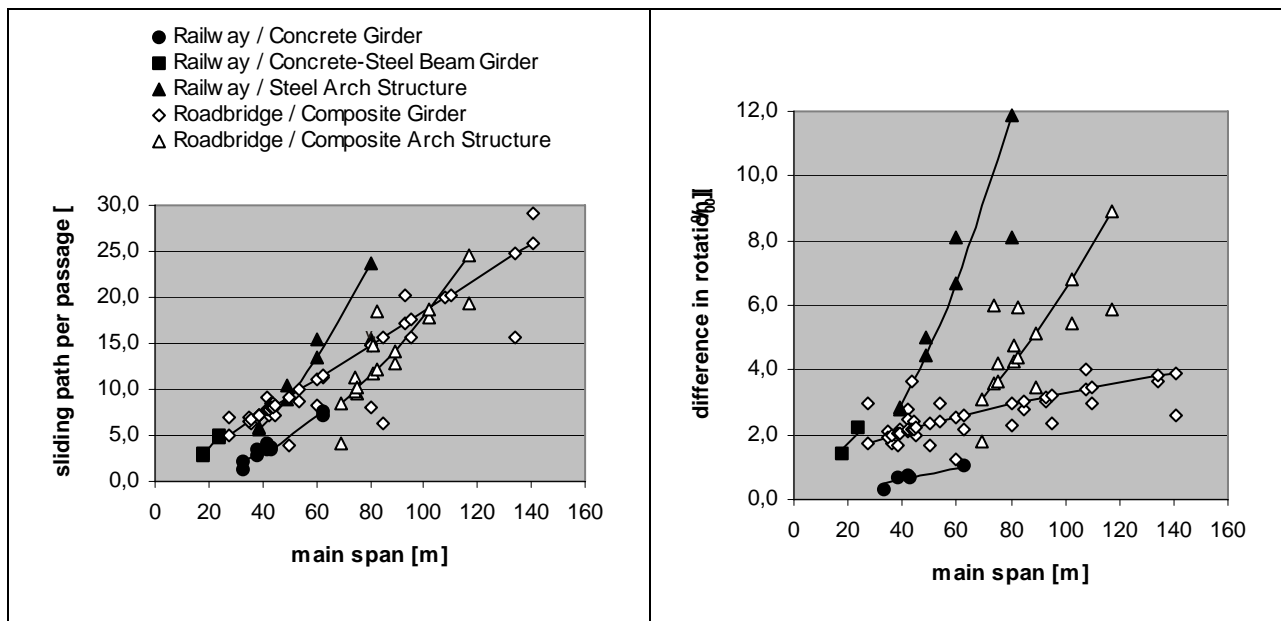 Railway / Concrete Girder
Railway / Concrete-Steel Beam Girder
Railway / Steel Arch Structure
Roadbridge / Composite Girder
Roadbridge / Composite Arch Structure
sliding path per passage [
30,0
25,0
20,0
15,0
10,0
5,0
0,0
0 20 40 60 80 100 120 140 160
main span [m]
difference in rotation
12,0
10,0
8,0
6,0
4,0
2,0
0,0
0 20 40 60 80 100 120 140 160
main span [m]